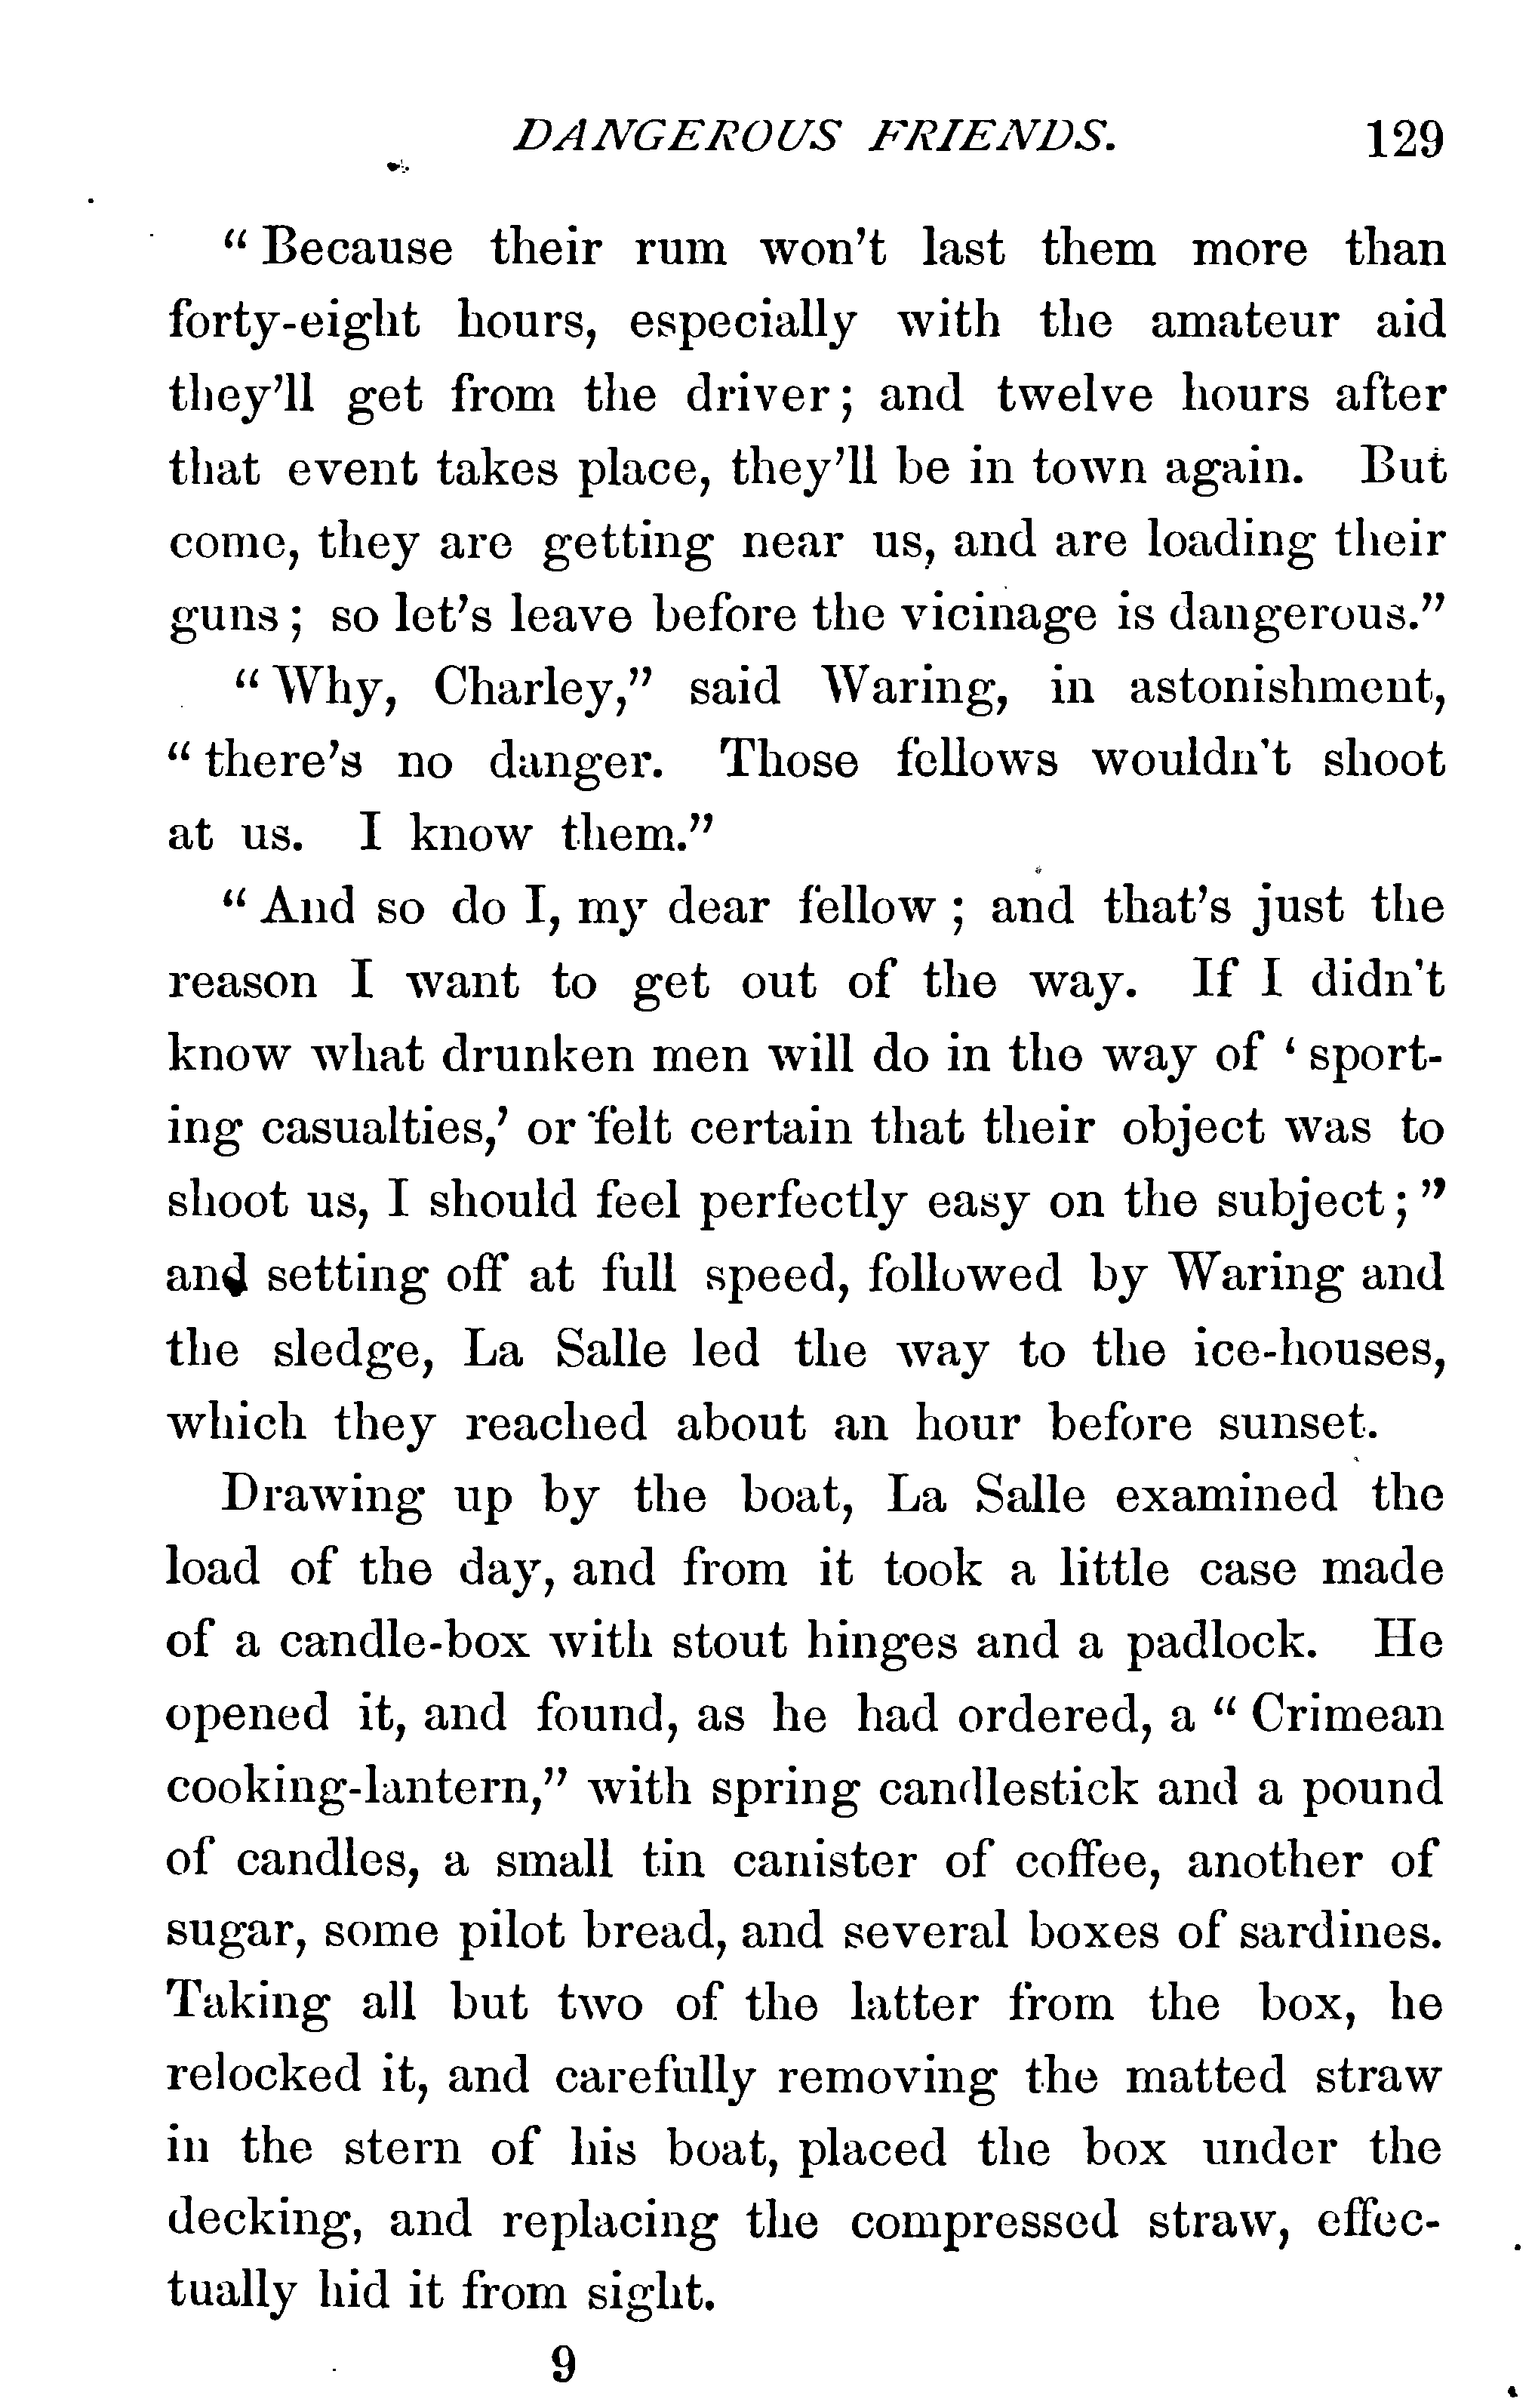 DANGEROUS FRIENDS. 129
“Because their rum won’t last them more than
forty-eight hours, especially with the amateur aid
they’ll get from the driver; and twelve hours after
that event takes place, they’ll be in town again. But
come, they are getting near us, and are loading their
guns; so let’s leave before the vicinage is dangerous.”
“Why, Charley,” said Waring, in astonishment,
“there’s no danger. Those fellows wouldn’t shoot
at us. I know them.”
“And so do I, my dear fellow; and that’s just the
reason I want to get out of the way. If I didn’t
know what drunken men will do in the way of ‘sport-
ing casualties,’ or felt certain that their object was to
shoot us, I should feel perfectly easy on the subject;”
and setting off at full speed, followed by Waring and
the sledge, La Salle led the way to the ice-houses,
which they reached about an hour before sunset.
Drawing up by the boat, La Salle examined the
load of the day, and from it took a little case made
of a candle-box with stout hinges and a padlock. He
opened it, and found, as he had ordered, a “Crimean
cooking-lantern,” with spring candlestick and a pound
of candles, a small tin canister of coffee, another of
sugar, some pilot bread, and several boxes of sardines.
Taking all but two of the latter from the box, he
relocked it, and carefully removing the matted straw
in the stern of his boat, placed the box under the
decking, and replacing the compressed straw, effec-
tually hid it from sight.
9